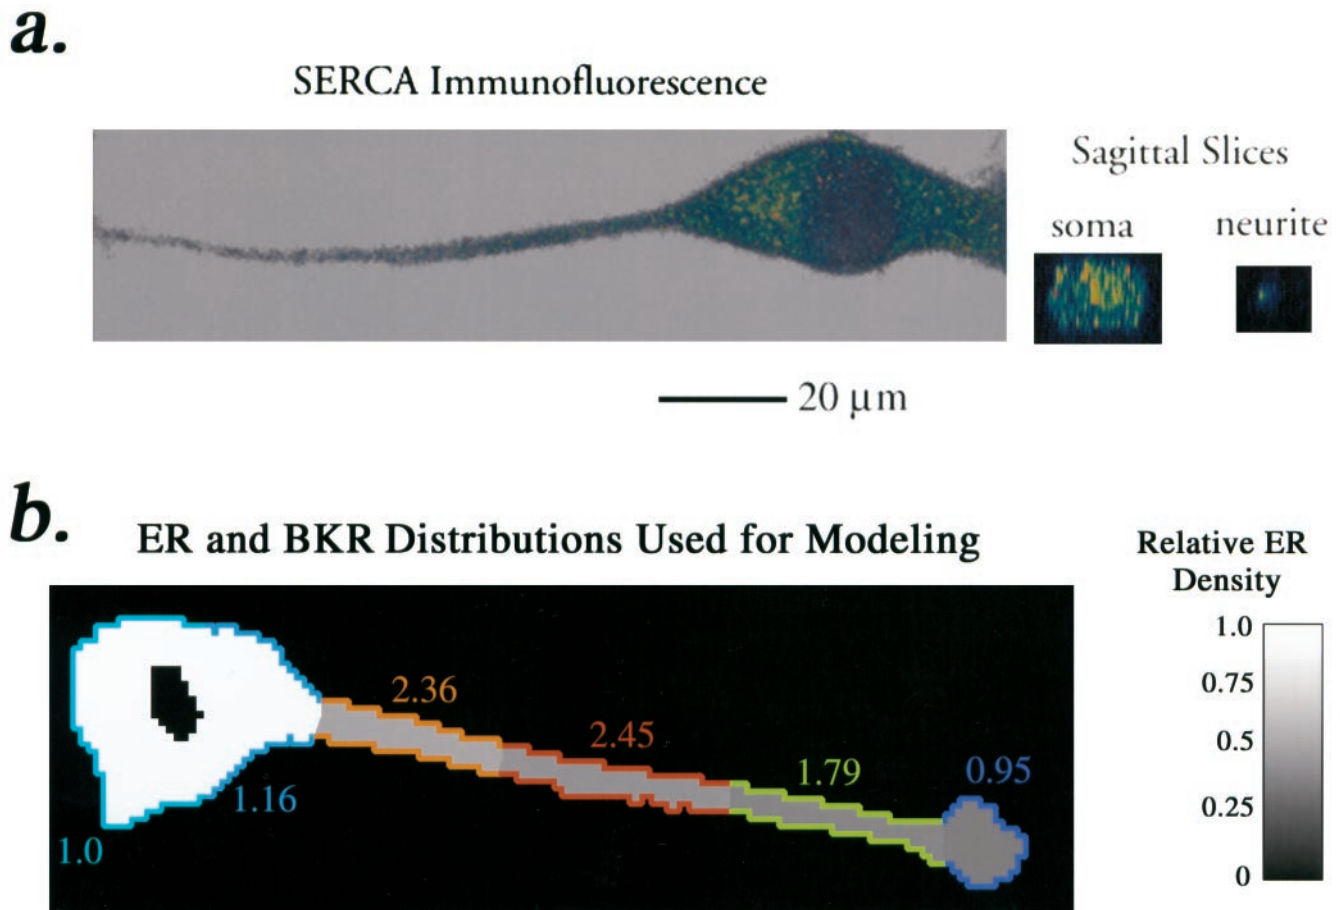 a.
SERCA Immunofluorescence
Sagittal Slices
soma
neurite
20 μm
b.
ER and BKR Distributions Used for Modeling
Relative ER
Density
1.0
0.75
0.5
0.25
0
2.36
2.45
1.79
0.95
1.16
1.0